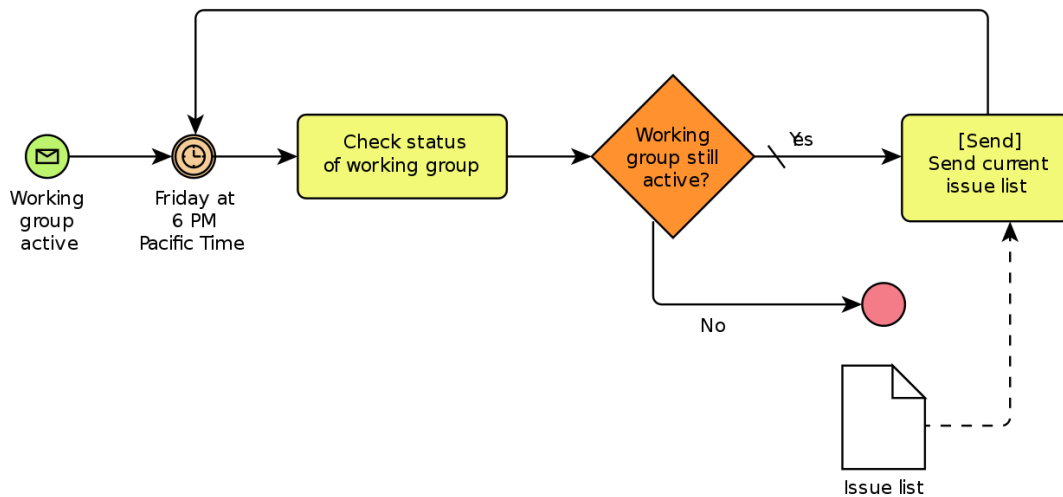 Working
group
active
Friday at
6 PM
Pacific Time
Check status
of working group
Working
group still
active?
Yes
[Send]
Send current
issue list
No
Issue list